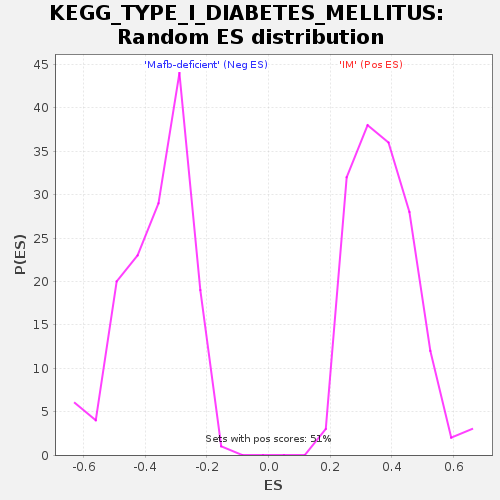 KEGG_TYPE_I_DIABETES_MELLITUS:
Random ES distribution
'Mafb-deficient' (Neg ES) 'IM' (Pos ES)
45
40
35
30
25
20
15
10
5
0
P(ES)
Sets with pos scores: 51%
-0.6 -0.4 -0.2 0.0 0.2 0.4 0.6
ES